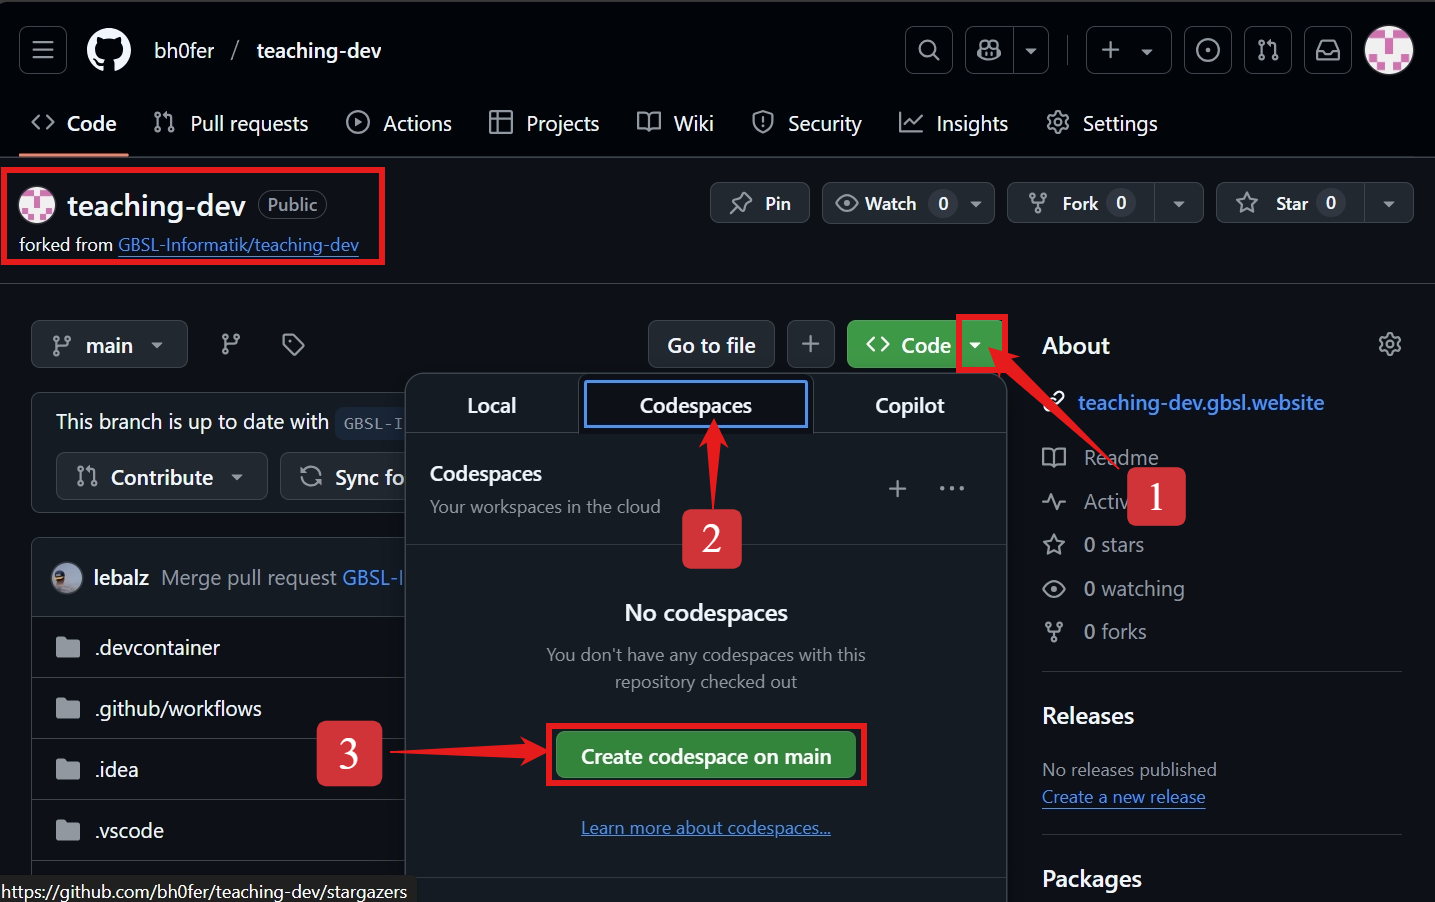 bh0fer / teaching-dev
Code Pull requests Actions Projects Wiki Security Insights Settings
teaching-dev Public
forked from GBSL-Informatik/teaching-dev
Pin Watch 0 Fork 0 Star 0
main Go to file + Code
Local Codespaces Copilot
This branch is up to date with GBSL-I
Contribute Sync fo
Codespaces
Your workspaces in the cloud
2
lebalz Merge pull request GBSL-I
No codespaces
You don't have any codespaces with this
repository checked out
.devcontainer
.github/workflows
.idea
.vscode
3
Create codespace on main
Learn more about codespaces...
About
teaching-dev.gbsl.website
Readme
Activ
1
0 stars
0 watching
0 forks
Releases
No releases published
Create a new release
Packages
https://github.com/bh0fer/teaching-dev/stargazers